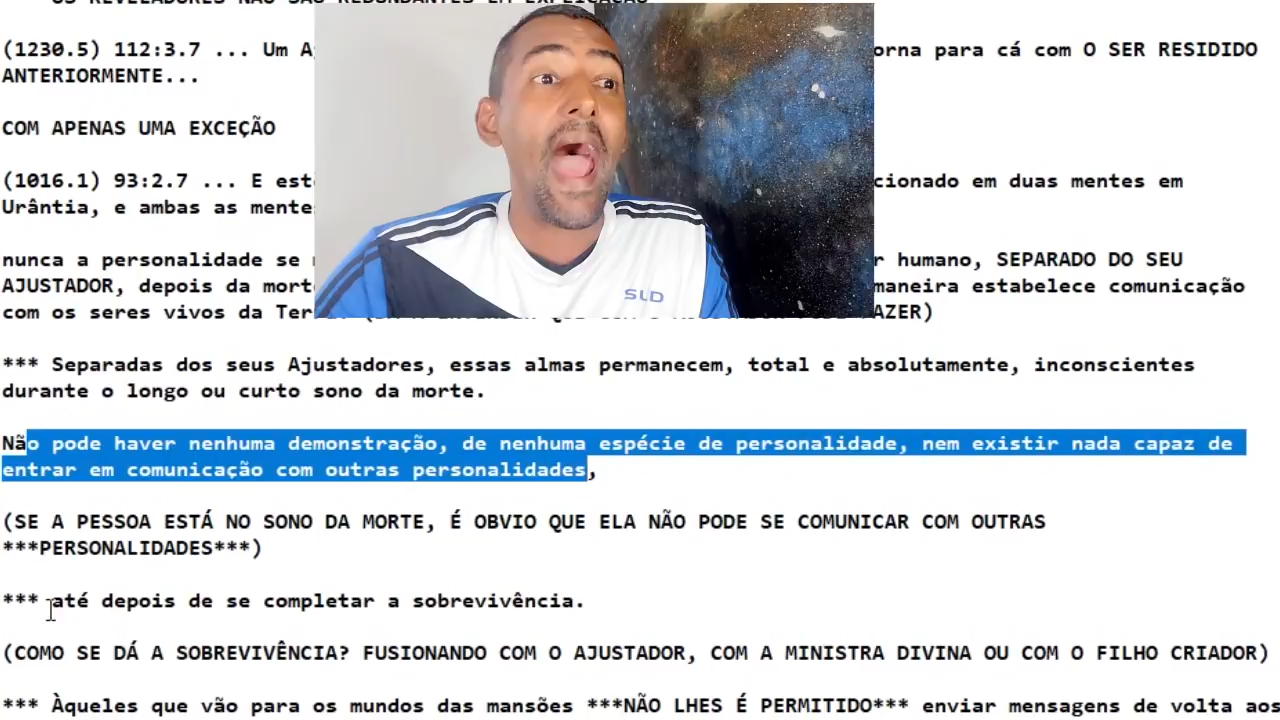 OS REVELADORES NÃO SÃO REDUNDANTES EM EXPLICAÇÃO
(1230.5) 112:3.7 ... Um orna para cá com O SER RESIDIDO
ANTERIORMENTE...
COM APENAS UMA EXCEÇÃO
(1016.1) 93:2.7 ... E est cionado em duas mentes em
Urântia, e ambas as mente
nunca a personalidade se r humano, SEPARADO DO SEU
AJUSTADOR, depois da mort maneira estabelece comunicação
com os seres vivos da Ter AZER)
*** Separadas dos seus Ajustadores, essas almas permanecem, total e absolutamente, inconscientes
durante o longo ou curto sono da morte.
Não pode haver nenhuma demonstração, de nenhuma espécie de personalidade, nem existir nada capaz de
entrar em comunicação com outras personalidades,
(SE A PESSOA ESTÁ NO SONO DA MORTE, É OBVIO QUE ELA NÃO PODE SE COMUNICAR COM OUTRAS
***PERSONALIDADES***)
*** até depois de se completar a sobrevivência.
(COMO SE DÁ A SOBREVIVÊNCIA? FUSIONANDO COM O AJUSTADOR, COM A MINISTRA DIVINA OU COM O FILHO CRIADOR)
*** Àqueles que vão para os mundos das mansões ***NÃO LHES É PERMITIDO*** enviar mensagens de volta aos